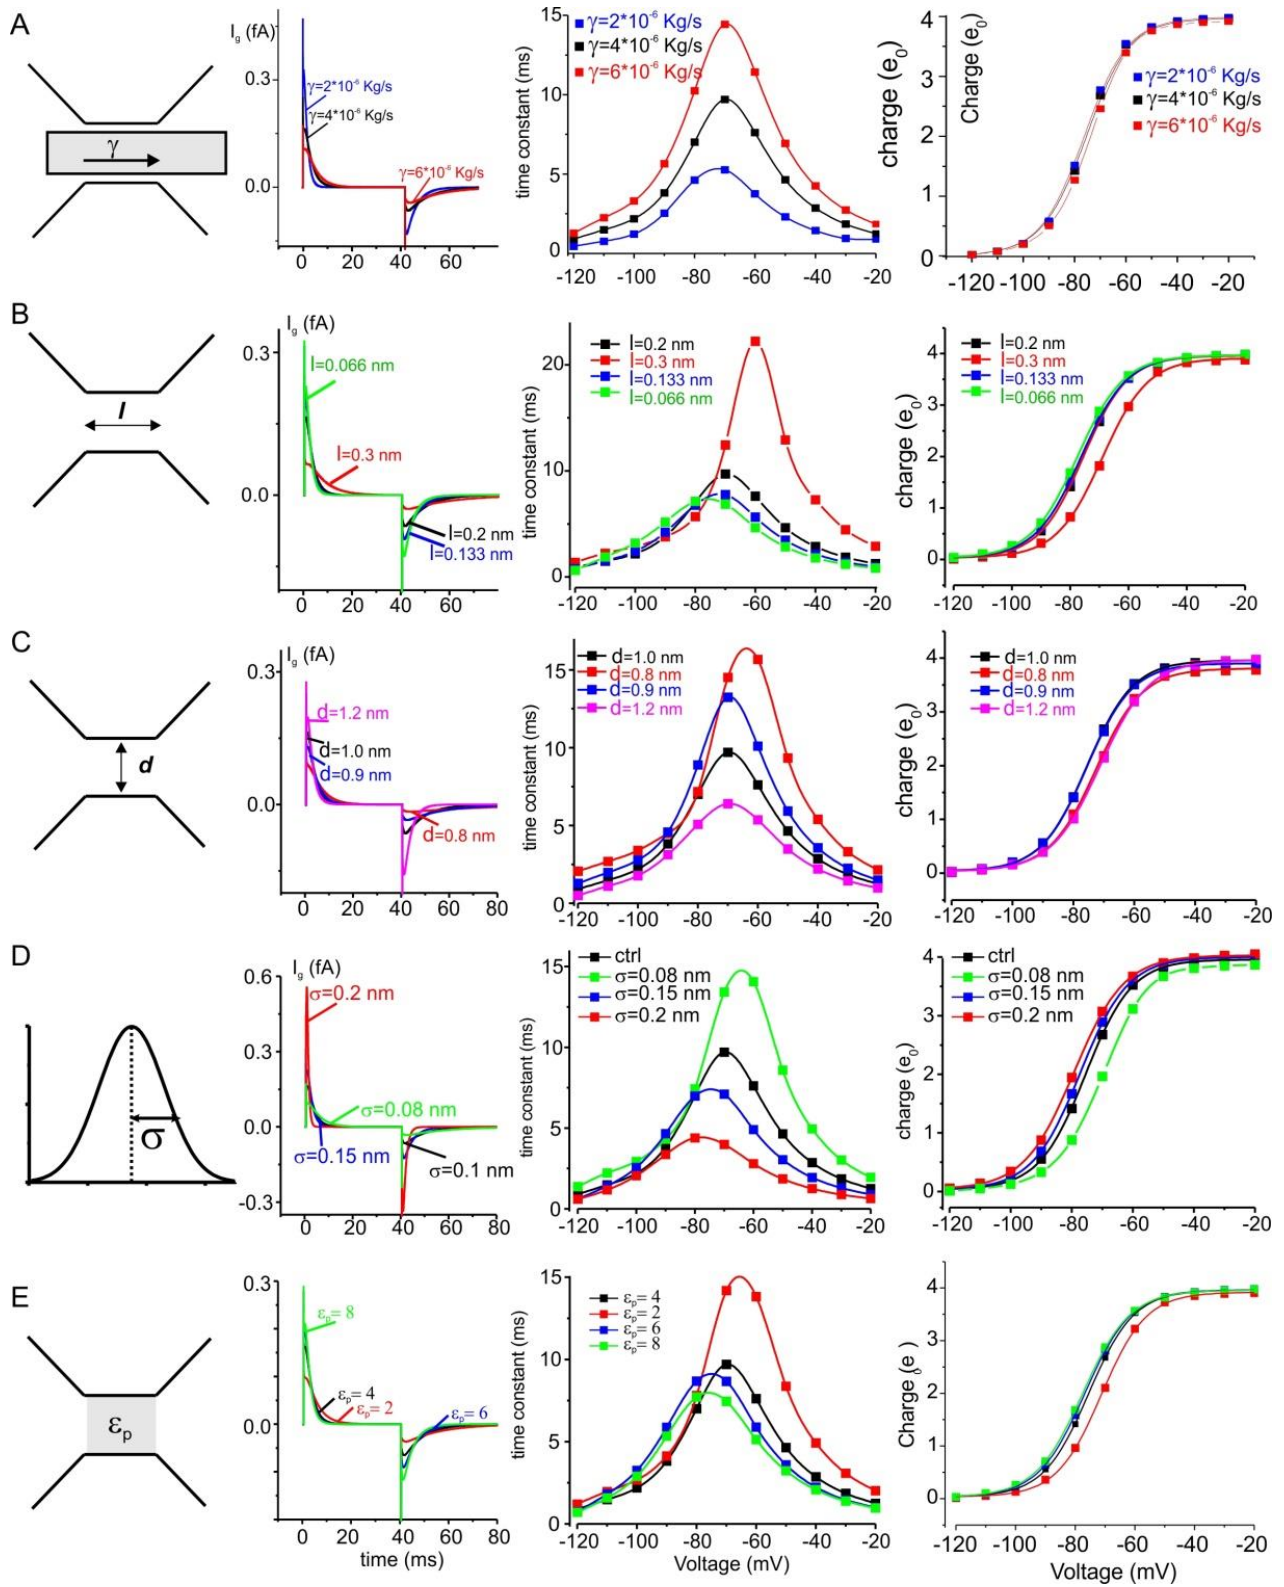 A
γ
I_g (fA)
0.3
γ=2*10⁻⁶ Kg/s
γ=4*10⁻⁶ Kg/s
γ=6*10⁻⁶ Kg/s
0.0
0 20 40 60
time constant (ms)
15
10
5
0
γ=2*10⁻⁶ Kg/s
γ=4*10⁻⁶ Kg/s
γ=6*10⁻⁶ Kg/s
-120 -100 -80 -60 -40 -20
charge (e₀)
Charge (e₀)
4
3
2
1
0
γ=2*10⁻⁶ Kg/s
γ=4*10⁻⁶ Kg/s
γ=6*10⁻⁶ Kg/s
-120 -100 -80 -60 -40 -20
B
l
I_g (fA)
0.3
l=0.066 nm
l=0.3 nm
0.0
l=0.2 nm
l=0.133 nm
0 20 40 60 80
time constant (ms)
20
10
0
l=0.2 nm
l=0.3 nm
l=0.133 nm
l=0.066 nm
-120 -100 -80 -60 -40 -20
charge (e₀)
4
3
2
1
0
l=0.2 nm
l=0.3 nm
l=0.133 nm
l=0.066 nm
-120 -100 -80 -60 -40 -20
C
d
I_g (fA)
0.3
d=1.2 nm
d=1.0 nm
d=0.9 nm
0.0
d=0.8 nm
0 20 40 60 80
time constant (ms)
15
10
5
0
d=1.0 nm
d=0.8 nm
d=0.9 nm
d=1.2 nm
-120 -100 -80 -60 -40 -20
charge (e₀)
4
3
2
1
0
d=1.0 nm
d=0.8 nm
d=0.9 nm
d=1.2 nm
-120 -100 -80 -60 -40 -20
D
σ
I_g (fA)
0.6
σ=0.2 nm
0.3
σ=0.08 nm
0.0
σ=0.15 nm
σ=0.1 nm
-0.3
0 20 40 60 80
time constant (ms)
15
10
5
0
ctrl
σ=0.08 nm
σ=0.15 nm
σ=0.2 nm
-120 -100 -80 -60 -40 -20
charge (e₀)
4
3
2
1
0
ctrl
σ=0.08 nm
σ=0.15 nm
σ=0.2 nm
-120 -100 -80 -60 -40 -20
E
εₚ
0.3
εₚ= 8
εₚ= 4
εₚ= 2
εₚ= 6
0.0
0 20 40 60 80
time (ms)
time constant (ms)
15
10
5
0
εₚ= 4
εₚ= 2
εₚ= 6
εₚ= 8
-120 -100 -80 -60 -40 -20
Voltage (mV)
Charge ₀(e )
4
3
2
1
0
-120 -100 -80 -60 -40 -20
Voltage (mV)